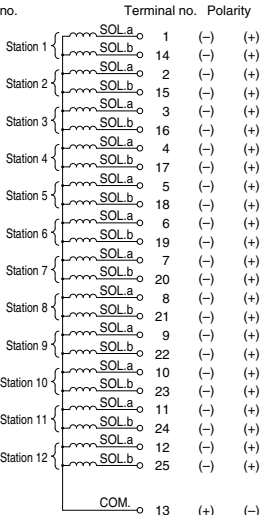 no. Terminal no. Polarity
Station 1 SOL.a 1 (–) (+)
SOL.b 14 (–) (+)
Station 2 SOL.a 2 (–) (+)
SOL.b 15 (–) (+)
Station 3 SOL.a 3 (–) (+)
SOL.b 16 (–) (+)
Station 4 SOL.a 4 (–) (+)
SOL.b 17 (–) (+)
Station 5 SOL.a 5 (–) (+)
SOL.b 18 (–) (+)
Station 6 SOL.a 6 (–) (+)
SOL.b 19 (–) (+)
Station 7 SOL.a 7 (–) (+)
SOL.b 20 (–) (+)
Station 8 SOL.a 8 (–) (+)
SOL.b 21 (–) (+)
Station 9 SOL.a 9 (–) (+)
SOL.b 22 (–) (+)
Station 10 SOL.a 10 (–) (+)
SOL.b 23 (–) (+)
Station 11 SOL.a 11 (–) (+)
SOL.b 24 (–) (+)
Station 12 SOL.a 12 (–) (+)
SOL.b 25 (–) (+)
COM. 13 (+) (–)